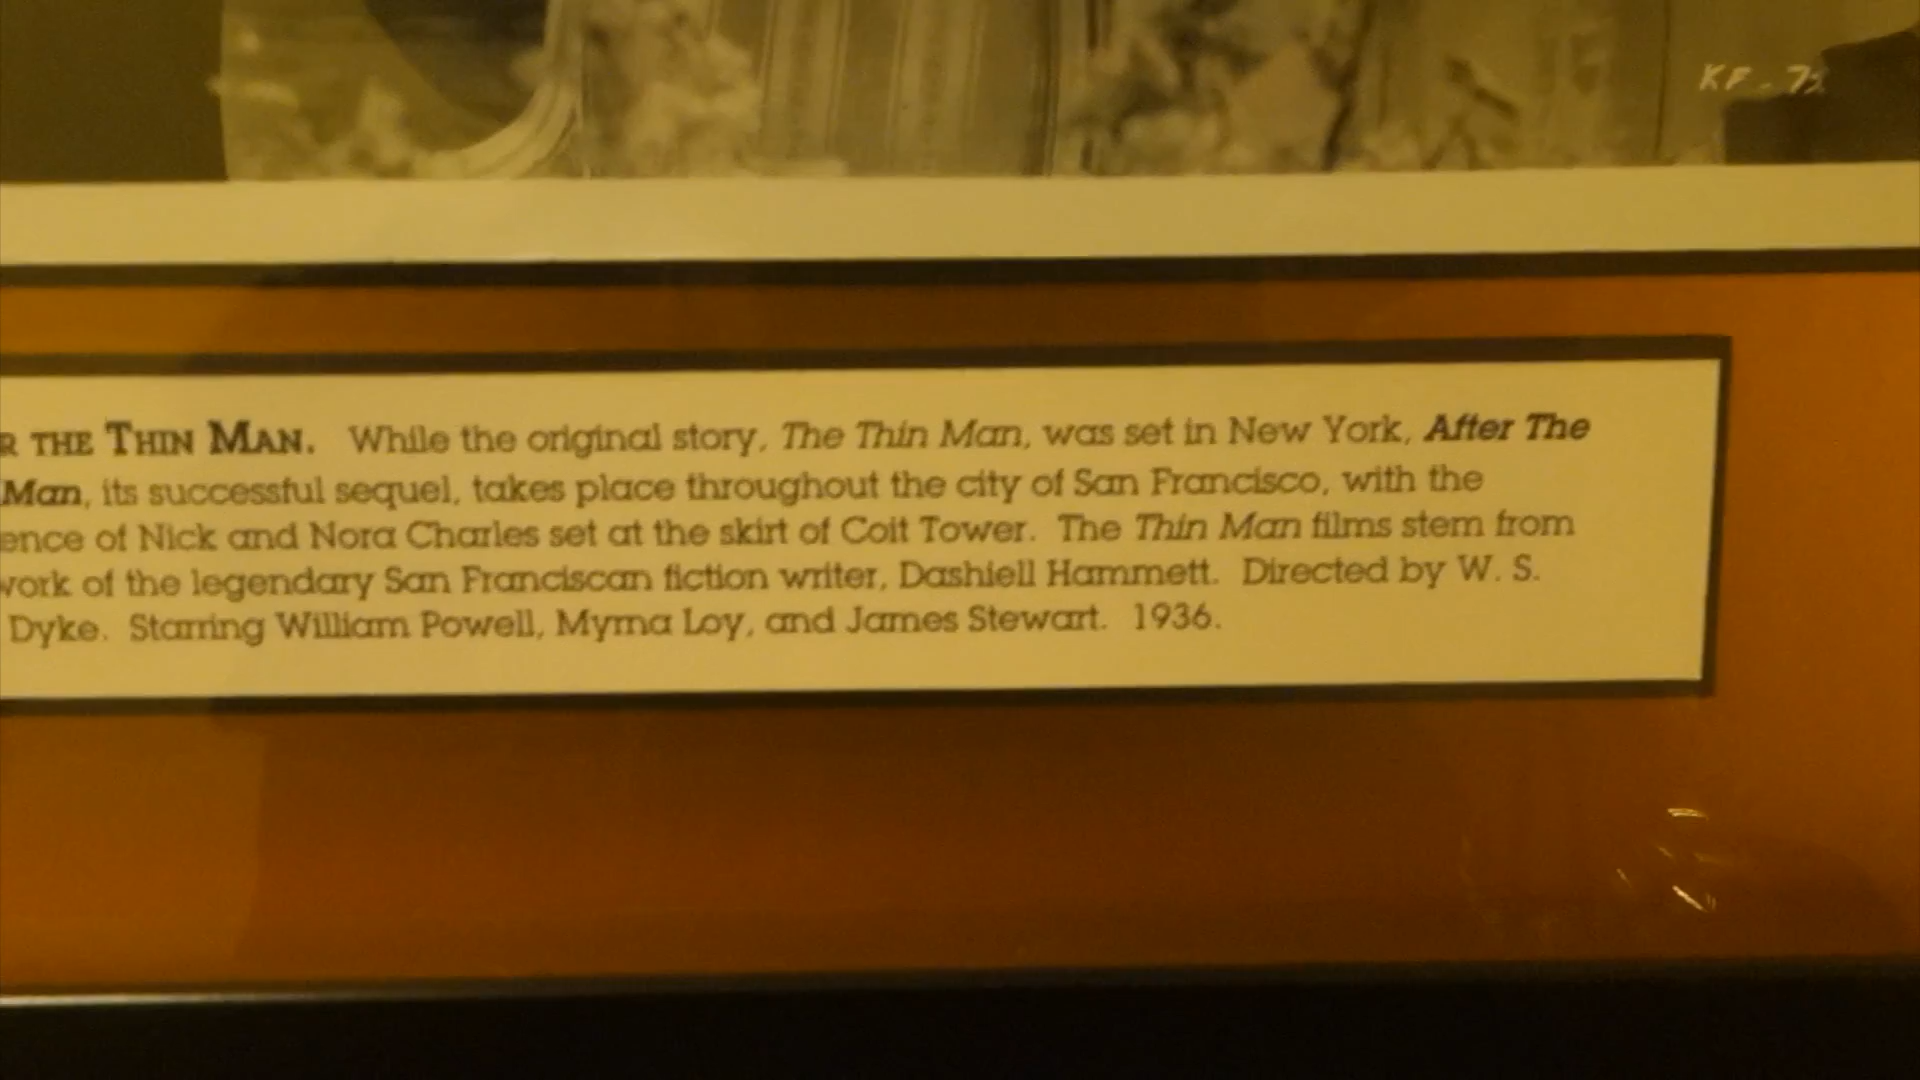 KF - 72
R THE THIN MAN. While the original story, The Thin Man, was set in New York, After The
Man, its successful sequel, takes place throughout the city of San Francisco, with the
ence of Nick and Nora Charles set at the skirt of Coit Tower. The Thin Man films stem from
work of the legendary San Franciscan fiction writer, Dashiell Hammett. Directed by W. S.
Dyke. Starring William Powell, Myrna Loy, and James Stewart. 1936.